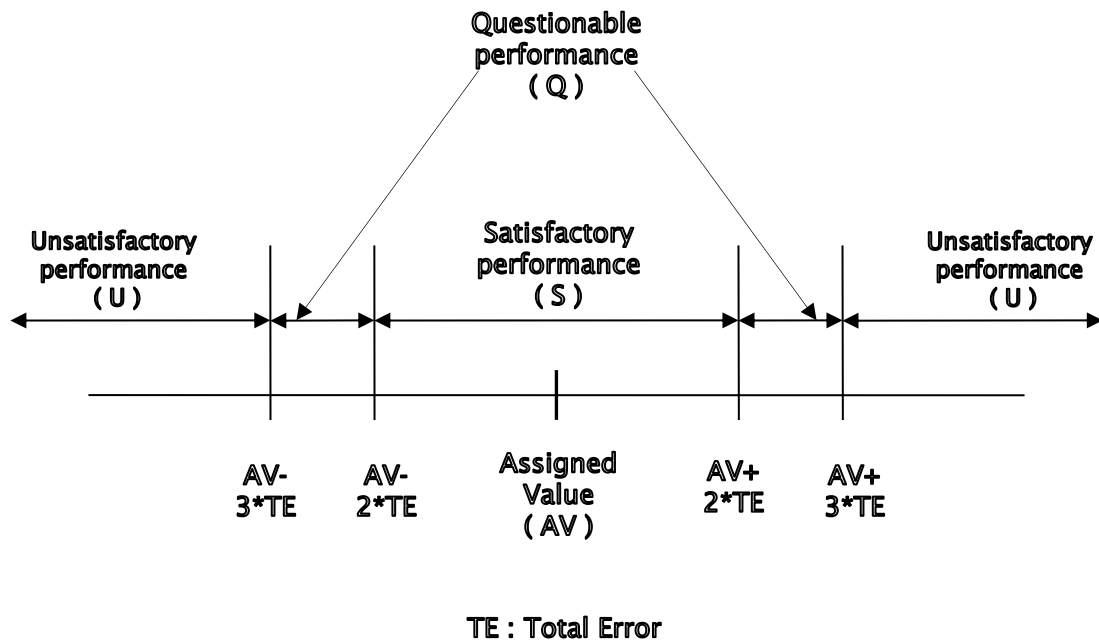 Questionable
performance
( Q )
Unsatisfactory
performance
( U )
Satisfactory
performance
( S )
Unsatisfactory
performance
( U )
AV-
3*TE
AV-
2*TE
Assigned
Value
( AV )
AV+
2*TE
AV+
3*TE
TE : Total Error